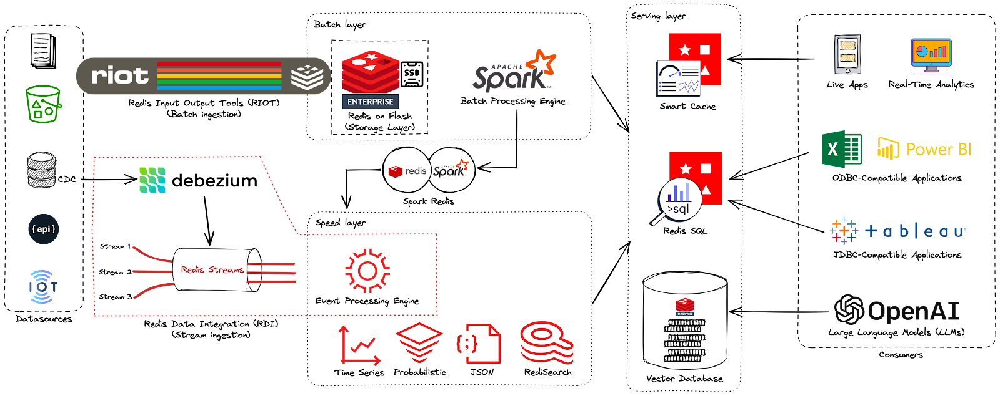 CDC
{api}
IOT
Datasources
riot
Redis Input Output Tools (RIOT)
(Batch ingestion)
debezium
Stream 1
Stream 2
Stream 3
Redis Streams
Redis Data Integration (RDI)
(Stream ingestion)
Batch layer
SSD
ENTERPRISE
Redis on Flash
(Storage Layer)
APACHE
Spark™
Batch Processing Engine
redis
APACHE
Spark
Spark Redis
Speed layer
Event Processing Engine
Time Series
Probabilistic
{;}
JSON
RediSearch
Serving layer
Smart Cache
>sql
Redis SQL
ENTERPRISE
Vector Database
Live Apps
Real-Time Analytics
X
Power BI
ODBC-Compatible Applications
+ableau®
JDBC-Compatible Applications
OpenAI
Large Language Models (LLMs)
Consumers